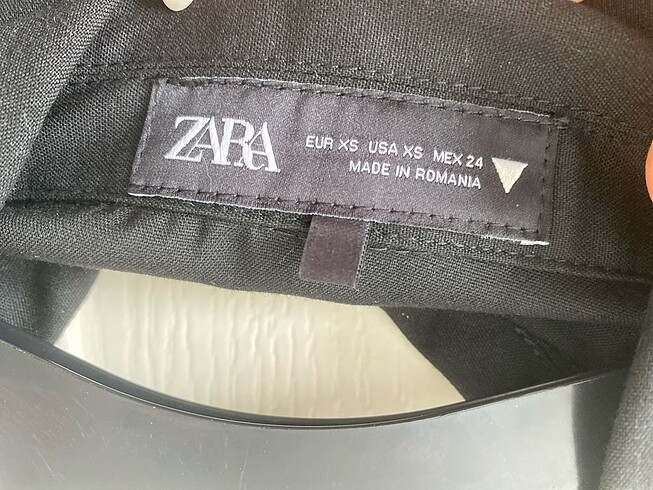 ZARA
EUR XS USA XS MEX 24
MADE IN ROMANIA